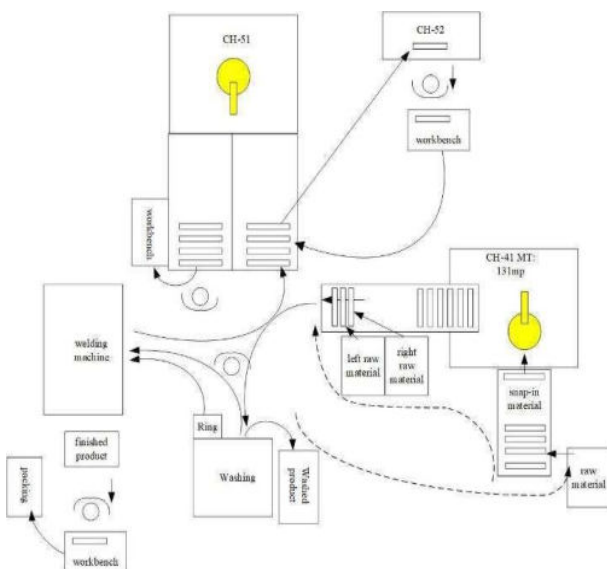 CH-51
CH-52
workbench
workbench
CH-41 MT:
131mp
welding
machine
left raw
material
right raw
material
snap-in
material
raw
material
Ring
Washing
Washed
product
finished
product
packing
workbench